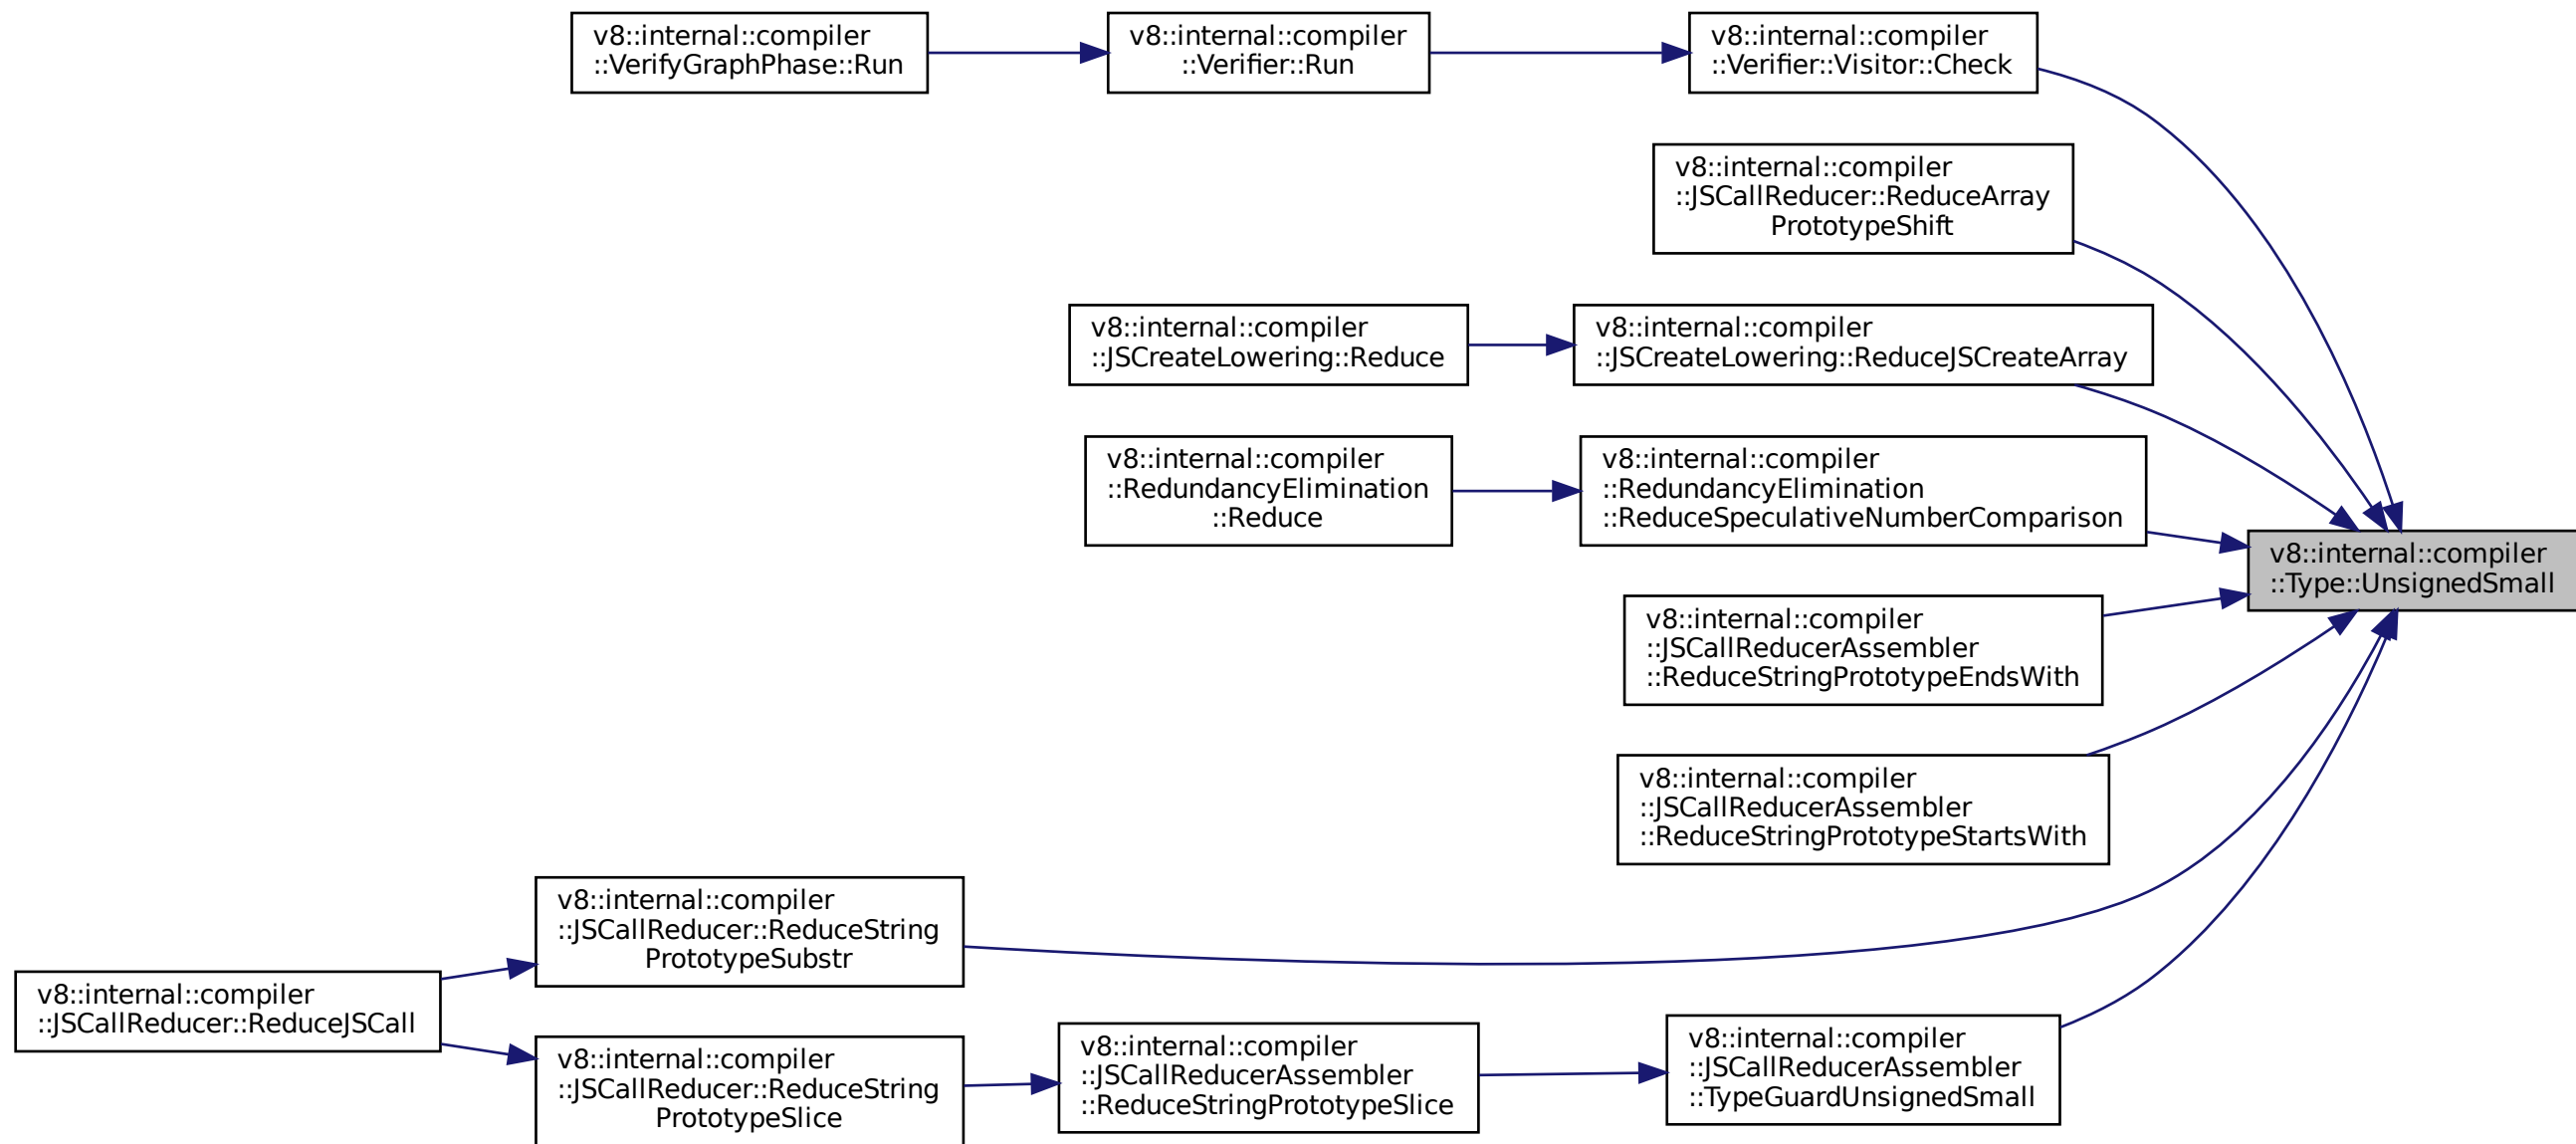 v8::internal::compiler
::VerifyGraphPhase::Run
v8::internal::compiler
::Verifier::Run
v8::internal::compiler
::Verifier::Visitor::Check
v8::internal::compiler
::JSCallReducer::ReduceArray
PrototypeShift
v8::internal::compiler
::JSCreateLowering::Reduce
v8::internal::compiler
::JSCreateLowering::ReduceJSCreateArray
v8::internal::compiler
::RedundancyElimination
::Reduce
v8::internal::compiler
::RedundancyElimination
::ReduceSpeculativeNumberComparison
v8::internal::compiler
::Type::UnsignedSmall
v8::internal::compiler
::JSCallReducerAssembler
::ReduceStringPrototypeEndsWith
v8::internal::compiler
::JSCallReducerAssembler
::ReduceStringPrototypeStartsWith
v8::internal::compiler
::JSCallReducer::ReduceString
PrototypeSubstr
v8::internal::compiler
::JSCallReducer::ReduceJSCall
v8::internal::compiler
::JSCallReducer::ReduceString
PrototypeSlice
v8::internal::compiler
::JSCallReducerAssembler
::ReduceStringPrototypeSlice
v8::internal::compiler
::JSCallReducerAssembler
::TypeGuardUnsignedSmall